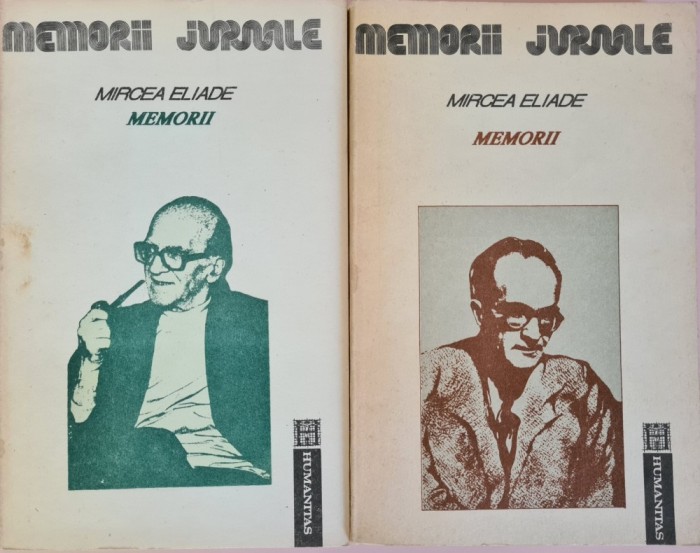 MEMORII JURNALE
MIRCEA ELIADE
MEMORII
HUMANITAS
MEMORII JURNALE
MIRCEA ELIADE
MEMORII
HUMANITAS